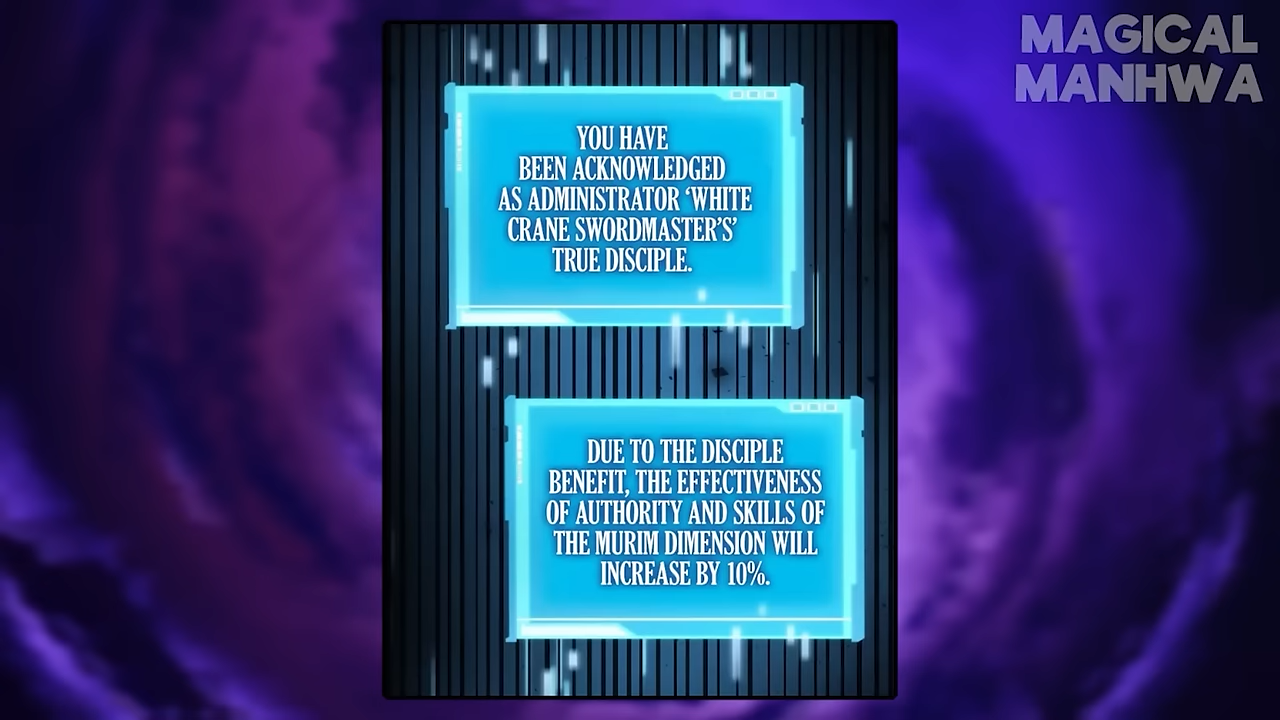 MAGICAL
MANHWA
YOU HAVE
BEEN ACKNOWLEDGED
AS ADMINISTRATOR ‘WHITE
CRANE SWORDMASTER’S’
TRUE DISCIPLE.
DUE TO THE DISCIPLE
BENEFIT, THE EFFECTIVENESS
OF AUTHORITY AND SKILLS OF
THE MURIM DIMENSION WILL
INCREASE BY 10%.